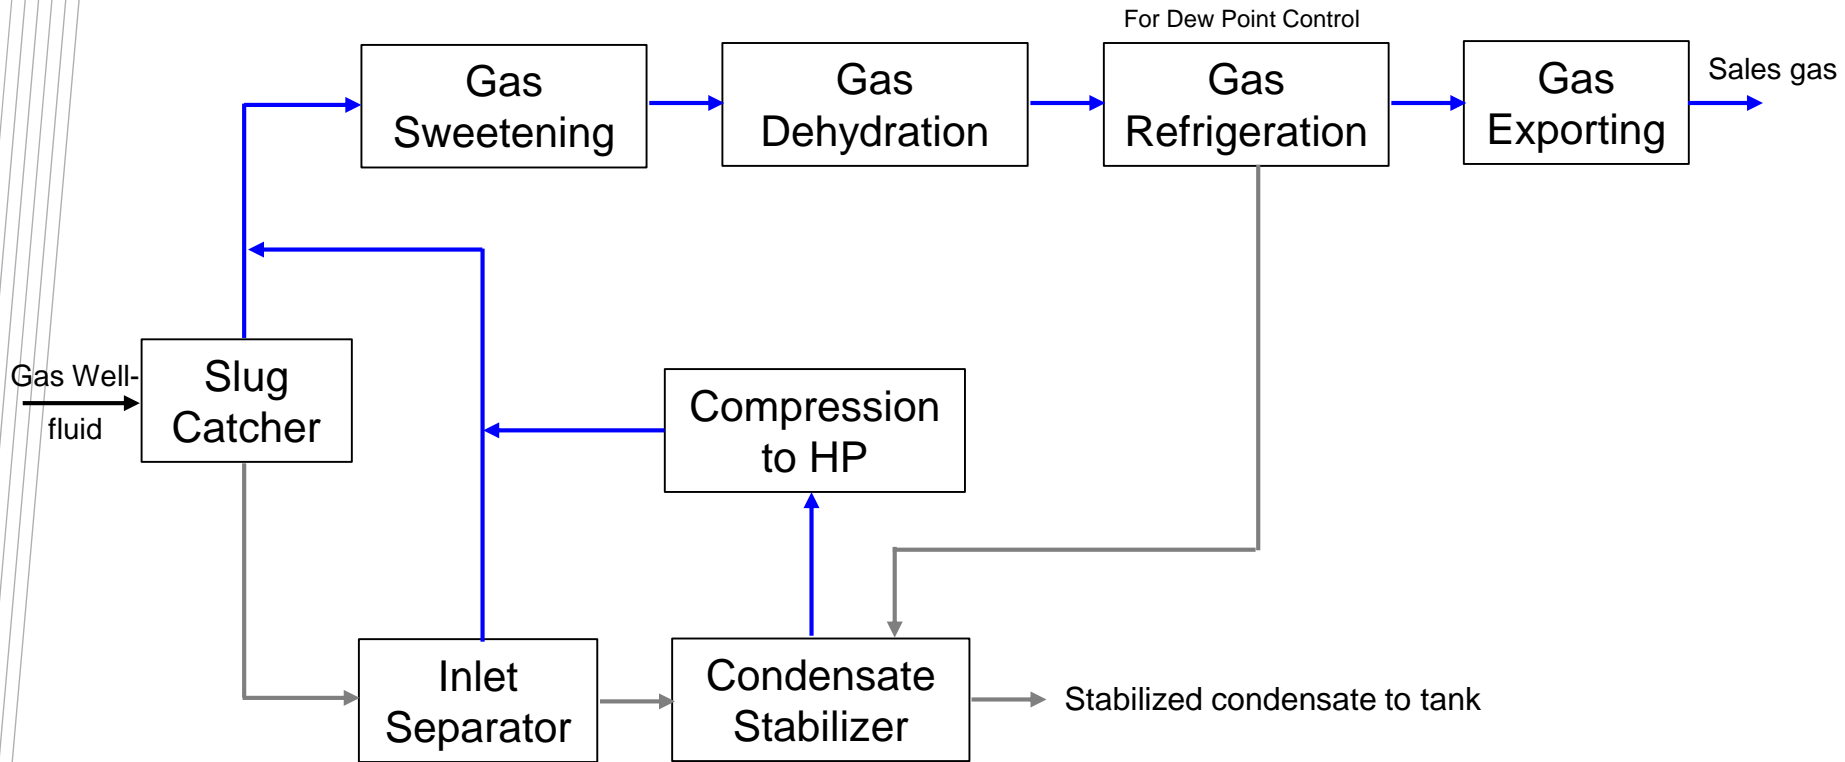 For Dew Point Control
Gas
Sweetening
Gas
Dehydration
Gas
Refrigeration
Gas
Exporting
Sales gas
Gas Well-
fluid
Slug
Catcher
Compression
to HP
Inlet
Separator
Condensate
Stabilizer
Stabilized condensate to tank